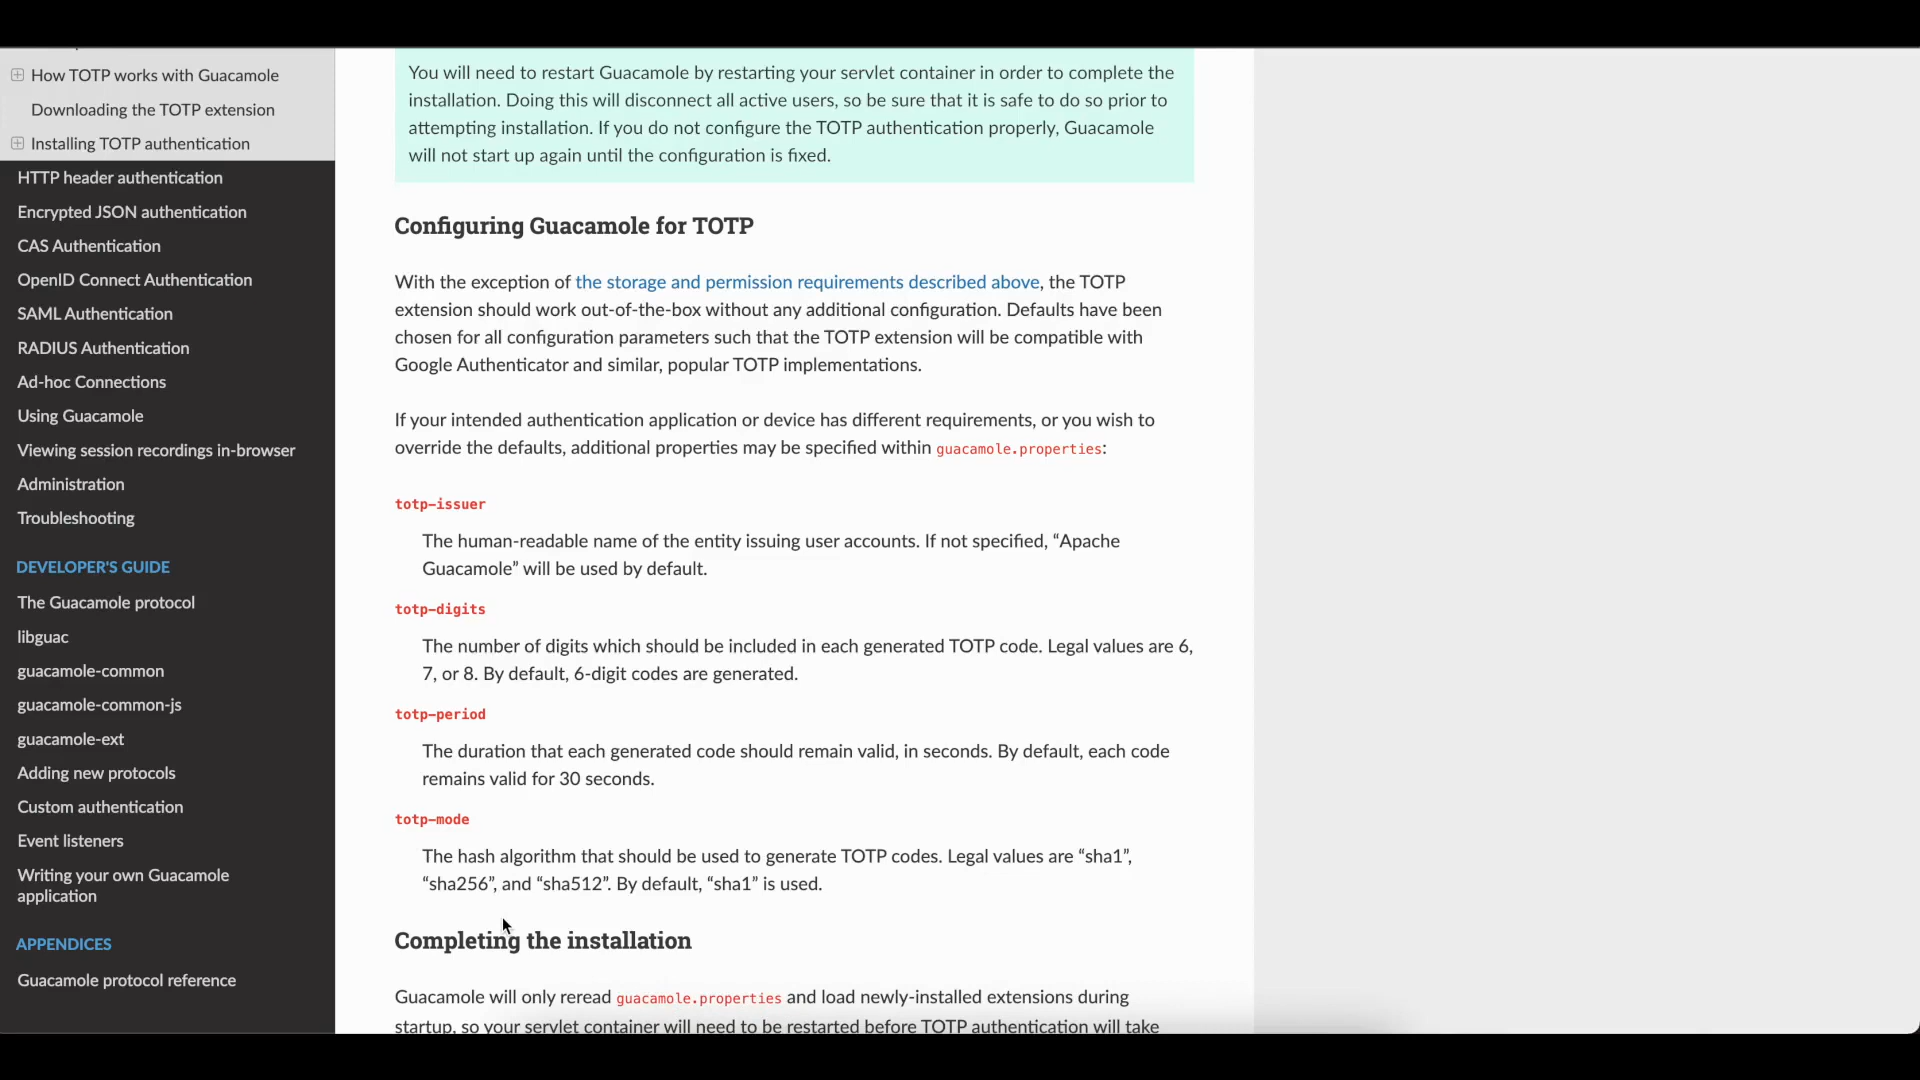 How TOTP works with Guacamole
Downloading the TOTP extension
Installing TOTP authentication
HTTP header authentication
Encrypted JSON authentication
CAS Authentication
OpenID Connect Authentication
SAML Authentication
RADIUS Authentication
Ad-hoc Connections
Using Guacamole
Viewing session recordings in-browser
Administration
Troubleshooting
DEVELOPER'S GUIDE
The Guacamole protocol
libguac
guacamole-common
guacamole-common-js
guacamole-ext
Adding new protocols
Custom authentication
Event listeners
Writing your own Guacamole
application
APPENDICES
Guacamole protocol reference
You will need to restart Guacamole by restarting your servlet container in order to complete the
installation. Doing this will disconnect all active users, so be sure that it is safe to do so prior to
attempting installation. If you do not configure the TOTP authentication properly, Guacamole
will not start up again until the configuration is fixed.
Configuring Guacamole for TOTP
With the exception of the storage and permission requirements described above, the TOTP
extension should work out-of-the-box without any additional configuration. Defaults have been
chosen for all configuration parameters such that the TOTP extension will be compatible with
Google Authenticator and similar, popular TOTP implementations.
If your intended authentication application or device has different requirements, or you wish to
override the defaults, additional properties may be specified within guacamole.properties:
totp-issuer
The human-readable name of the entity issuing user accounts. If not specified, “Apache
Guacamole” will be used by default.
totp-digits
The number of digits which should be included in each generated TOTP code. Legal values are 6,
7, or 8. By default, 6-digit codes are generated.
totp-period
The duration that each generated code should remain valid, in seconds. By default, each code
remains valid for 30 seconds.
totp-mode
The hash algorithm that should be used to generate TOTP codes. Legal values are “sha1”,
“sha256”, and “sha512”. By default, “sha1” is used.
Completing the installation
Guacamole will only reread guacamole.properties and load newly-installed extensions during
startup, so your servlet container will need to be restarted before TOTP authentication will take